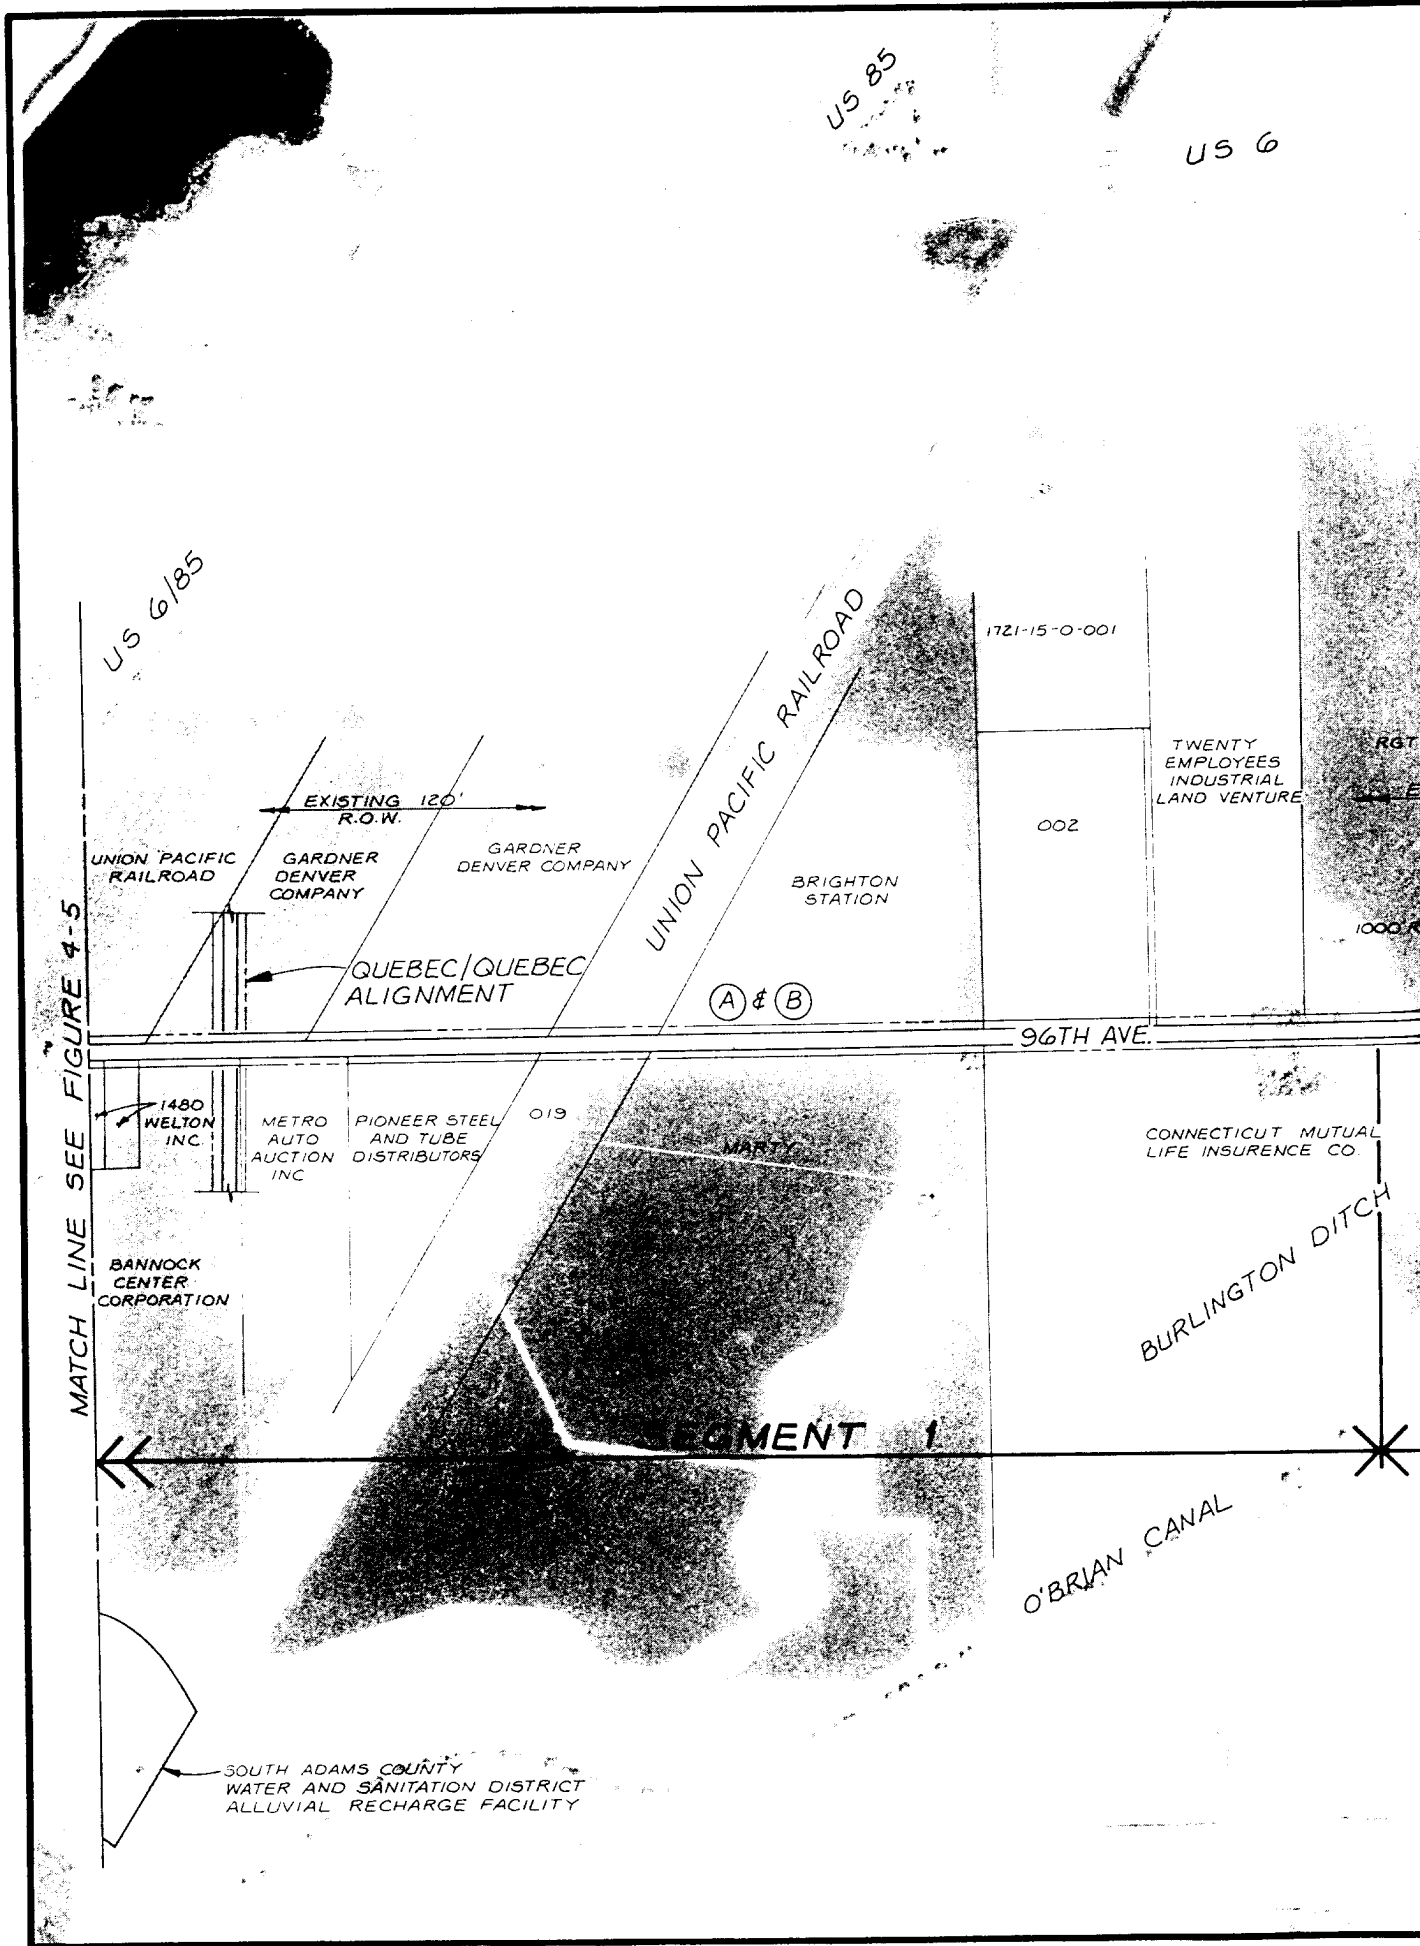 US 85
US 6
US 6/85
UNION PACIFIC RAILROAD
1721-15-0-001
TWENTY
EMPLOYEES
INDUSTRIAL
LAND VENTURE
RGT
EXISTING 120'
R.O.W.
002
UNION PACIFIC
RAILROAD
GARDNER
DENVER
COMPANY
GARDNER
DENVER COMPANY
BRIGHTON
STATION
1000'R
QUEBEC/QUEBEC
ALIGNMENT
A & B
96TH AVE.
MATCH LINE SEE FIGURE 4-5
1480
WELTON
INC.
METRO
AUTO
AUCTION
INC
PIONEER STEEL
AND TUBE
DISTRIBUTORS
019
MARTY
CONNECTICUT MUTUAL
LIFE INSURENCE CO.
BURLINGTON DITCH
BANNOCK
CENTER
CORPORATION
SEGMENT 1
O'BRIAN CANAL
SOUTH ADAMS COUNTY
WATER AND SANITATION DISTRICT
ALLUVIAL RECHARGE FACILITY